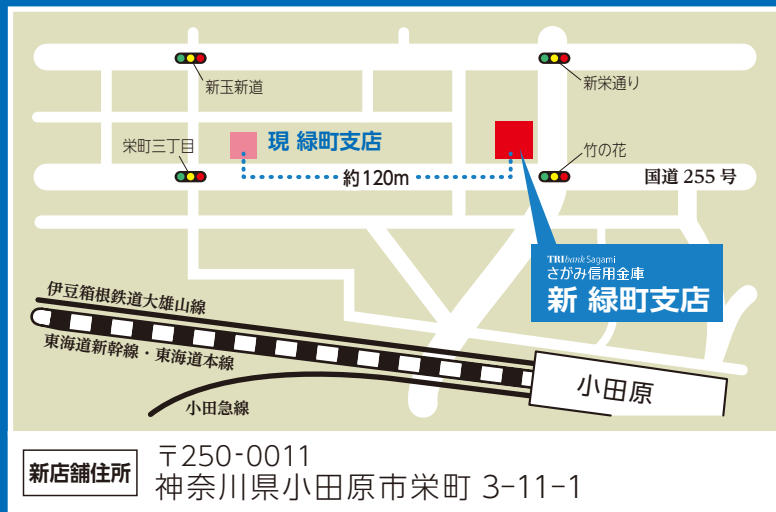 新玉新道
新栄通り
栄町三丁目
現 緑町支店
竹の花
約120m
国道 255 号
TRIbank Sagami
さがみ信用金庫
新 緑町支店
伊豆箱根鉄道大雄山線
東海道新幹線・東海道本線
小田急線
小田原
新店舗住所
〒250-0011
神奈川県小田原市栄町 3-11-1